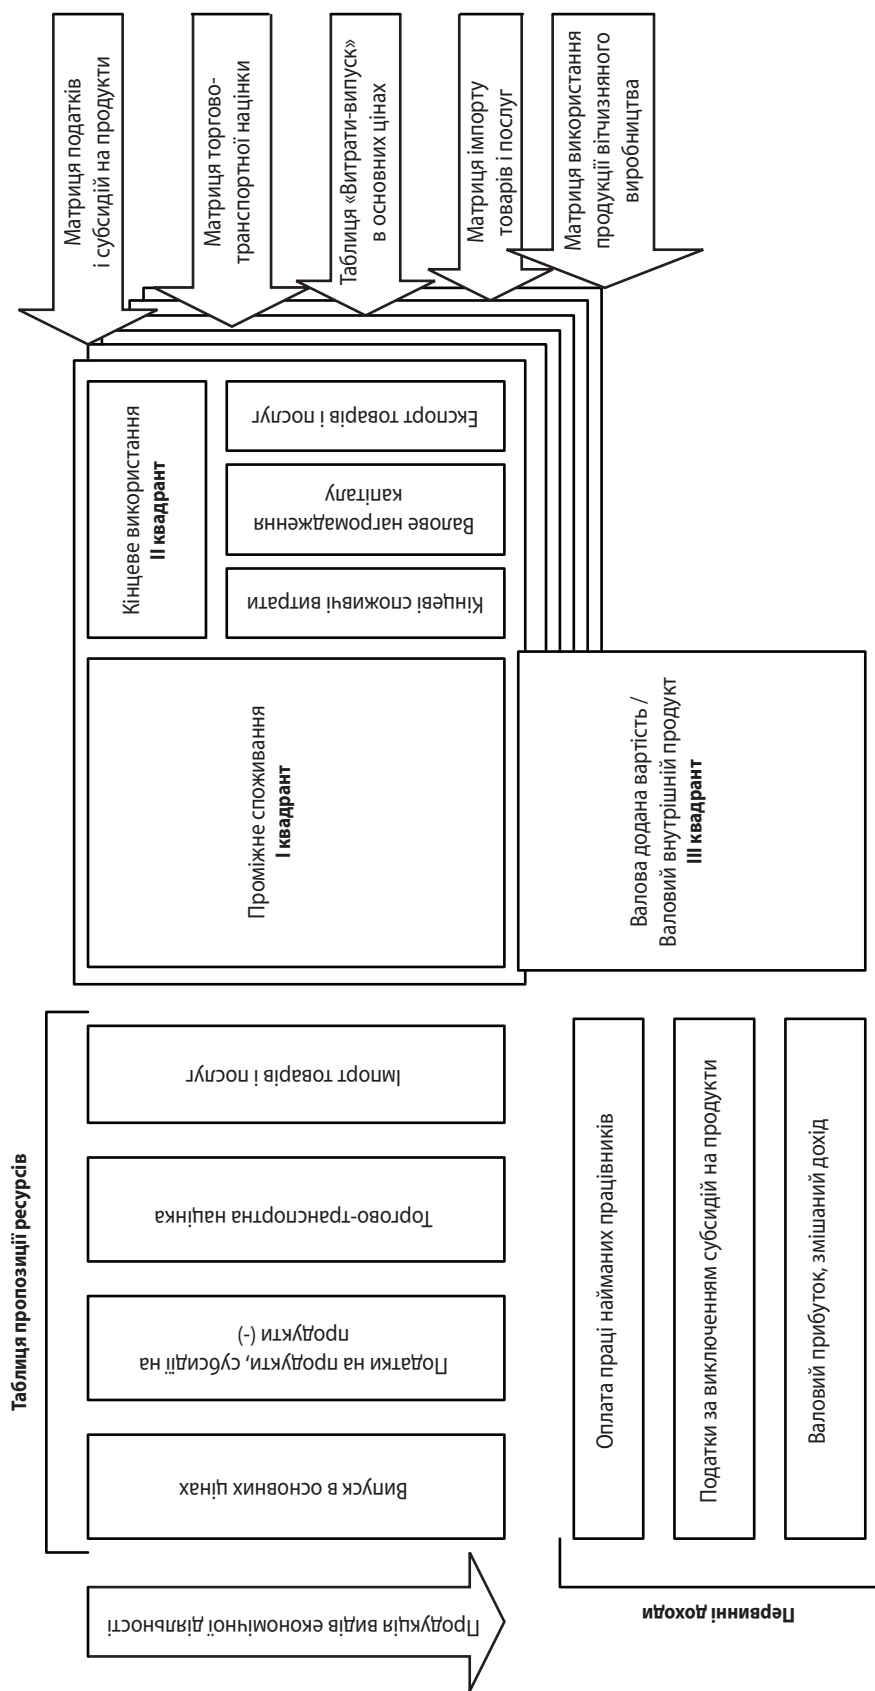 Таблиця пропозиції ресурсів
Продукція видів економічної діяльності
Випуск в основних цінах
Податки на продукти, субсидії на
продукти (-)
Торгово-транспортна націнка
Імпорт товарів і послуг
Проміжне споживання
І квадрант
Кінцеве використання
ІІ квадрант
Кінцеві споживчі витрати
Валове нагромадження
капіталу
Експорт товарів і послуг
Матриця податків
і субсидій на продукти
Матриця торгово-
транспортної націнки
Таблиця «Витрати-випуск»
в основних цінах
Матриця імпорту
товарів і послуг
Матриця використання
продукції вітчизняного
виробництва
Первинні доходи
Оплата праці найманих працівників
Податки за виключенням субсидій на продукти
Валовий прибуток, змішаний дохід
Валова додана вартість /
Валовий внутрішній продукт
ІІІ квадрант